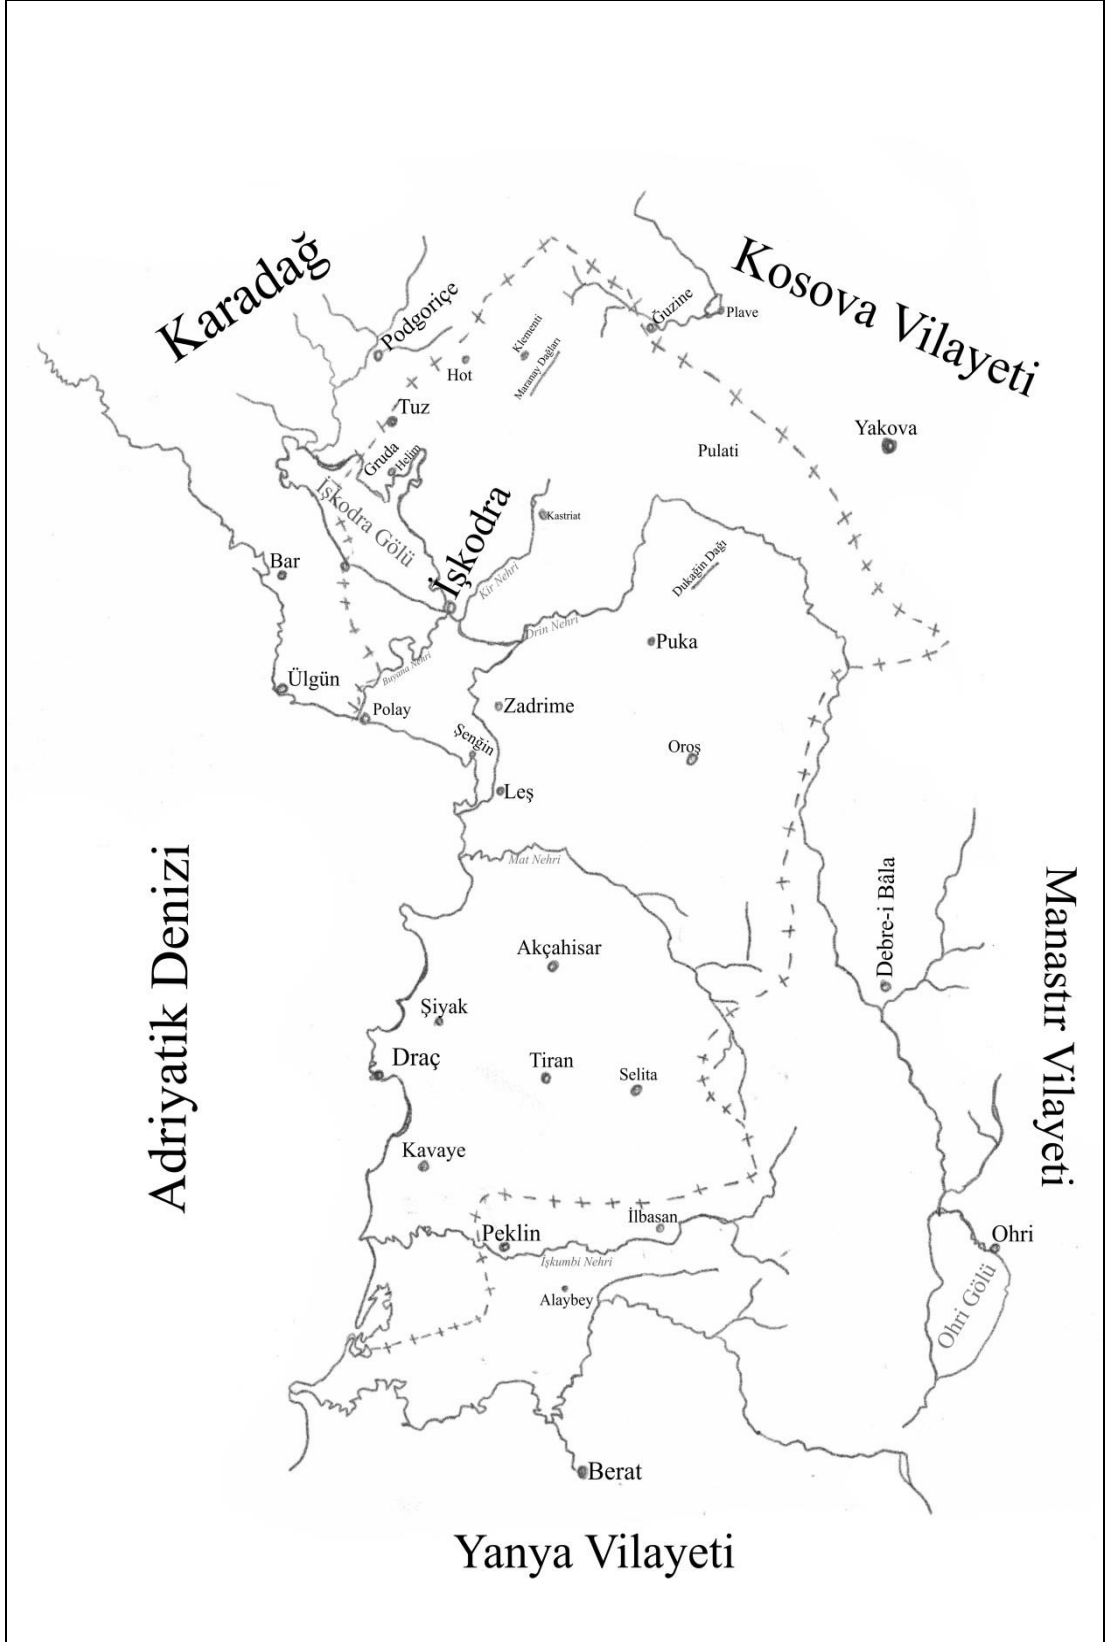 Karadağ
Kosova Vilayeti
Podgoriçe
Ğuzine
Plave
Klementi
Maranay Dağları
Hot
Tuz
Yakova
Gruda
Helim
Pulati
İşkodra Gölü
İşkodra
Kastriat
Bar
Kir Nehri
Dukağin Dağı
Drin Nehri
Puka
Buyana Nehri
Ülgün
Polay
Zadrime
Şenğin
Oroş
Leş
Adriyatik Denizi
Mat Nehri
Debre-i Bâla
Manastır Vilayeti
Akçahisar
Şiyak
Draç
Tiran
Selita
Kavaye
İlbasan
Peklin
Ohri
İşkumbi Nehri
Alaybey
Ohri Gölü
Berat
Yanya Vilayeti